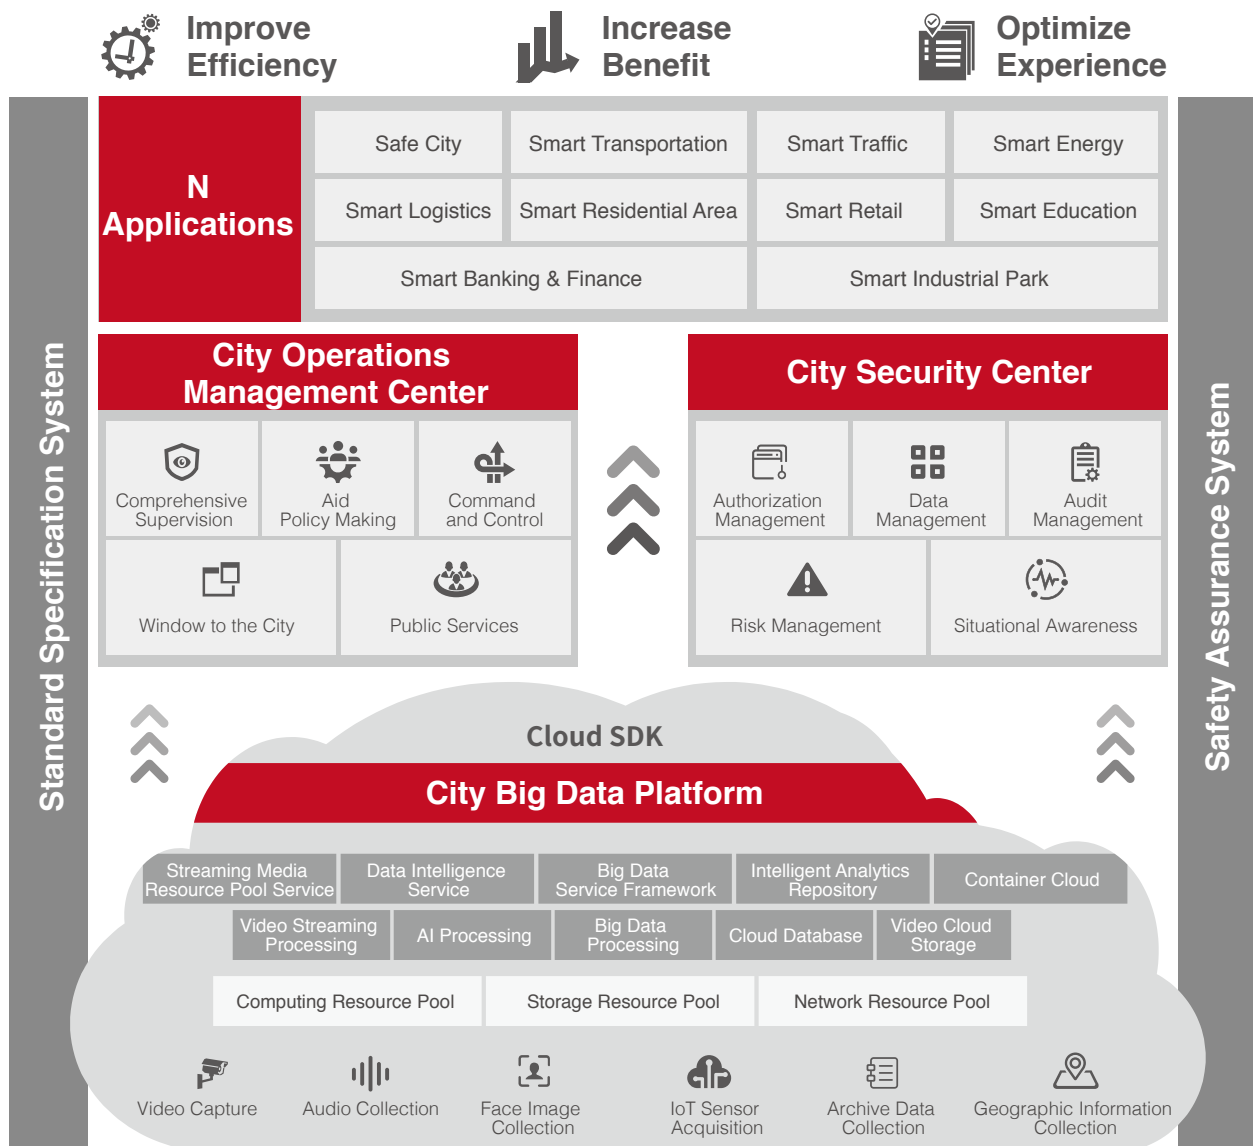 Improve
Efficiency
Increase
Benefit
Optimize
Experience
Standard Specification System
Safety Assurance System
N
Applications
Safe City
Smart Transportation
Smart Traffic
Smart Energy
Smart Logistics
Smart Residential Area
Smart Retail
Smart Education
Smart Banking & Finance
Smart Industrial Park
City Operations
Management Center
Comprehensive
Supervision
Aid
Policy Making
Command
and Control
Window to the City
Public Services
City Security Center
Authorization
Management
Data
Management
Audit
Management
Risk Management
Situational Awareness
Cloud SDK
City Big Data Platform
Streaming Media
Resource Pool Service
Data Intelligence
Service
Big Data
Service Framework
Intelligent Analytics
Repository
Container Cloud
Video Streaming
Processing
AI Processing
Big Data
Processing
Cloud Database
Video Cloud
Storage
Computing Resource Pool
Storage Resource Pool
Network Resource Pool
Video Capture
Audio Collection
Face Image
Collection
IoT Sensor
Acquisition
Archive Data
Collection
Geographic Information
Collection